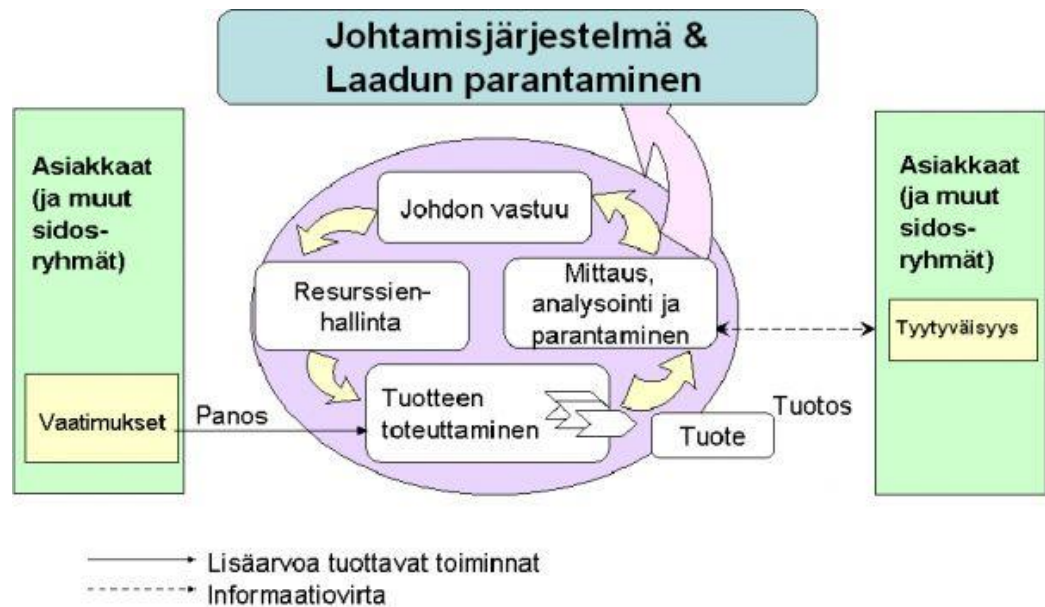 Johtamisjärjestelmä &
Laadun parantaminen
Asiakkaat
(ja muut
sidos-
ryhmät)
Vaatimukset
Panos
Johdon vastuu
Resurssien-
hallinta
Mittaus,
analysointi ja
parantaminen
Tuotteen
toteuttaminen
Tuote
Tuotos
Asiakkaat
(ja muut
sidos-
ryhmät)
Tyytyväisyys
Lisäarvoa tuottavat toiminnat
Informaatiovirta